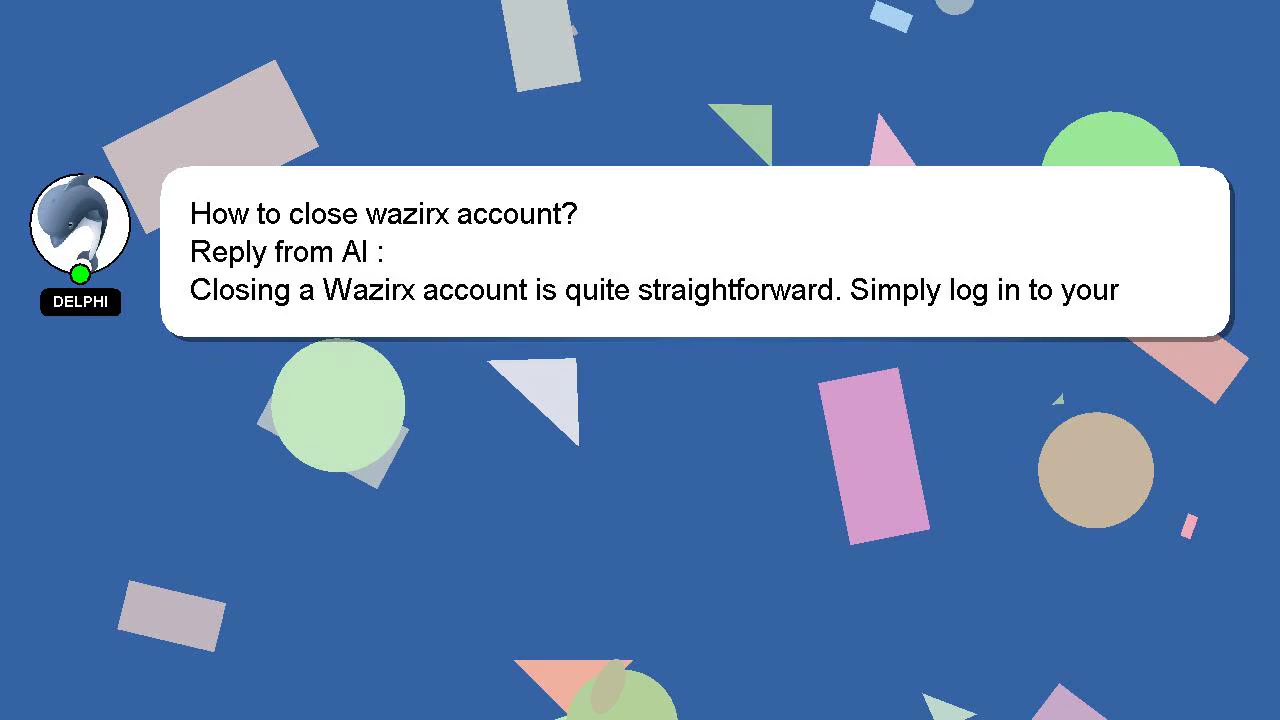 How to close wazirx account?
Reply from AI :
Closing a Wazirx account is quite straightforward. Simply log in to your
DELPHI